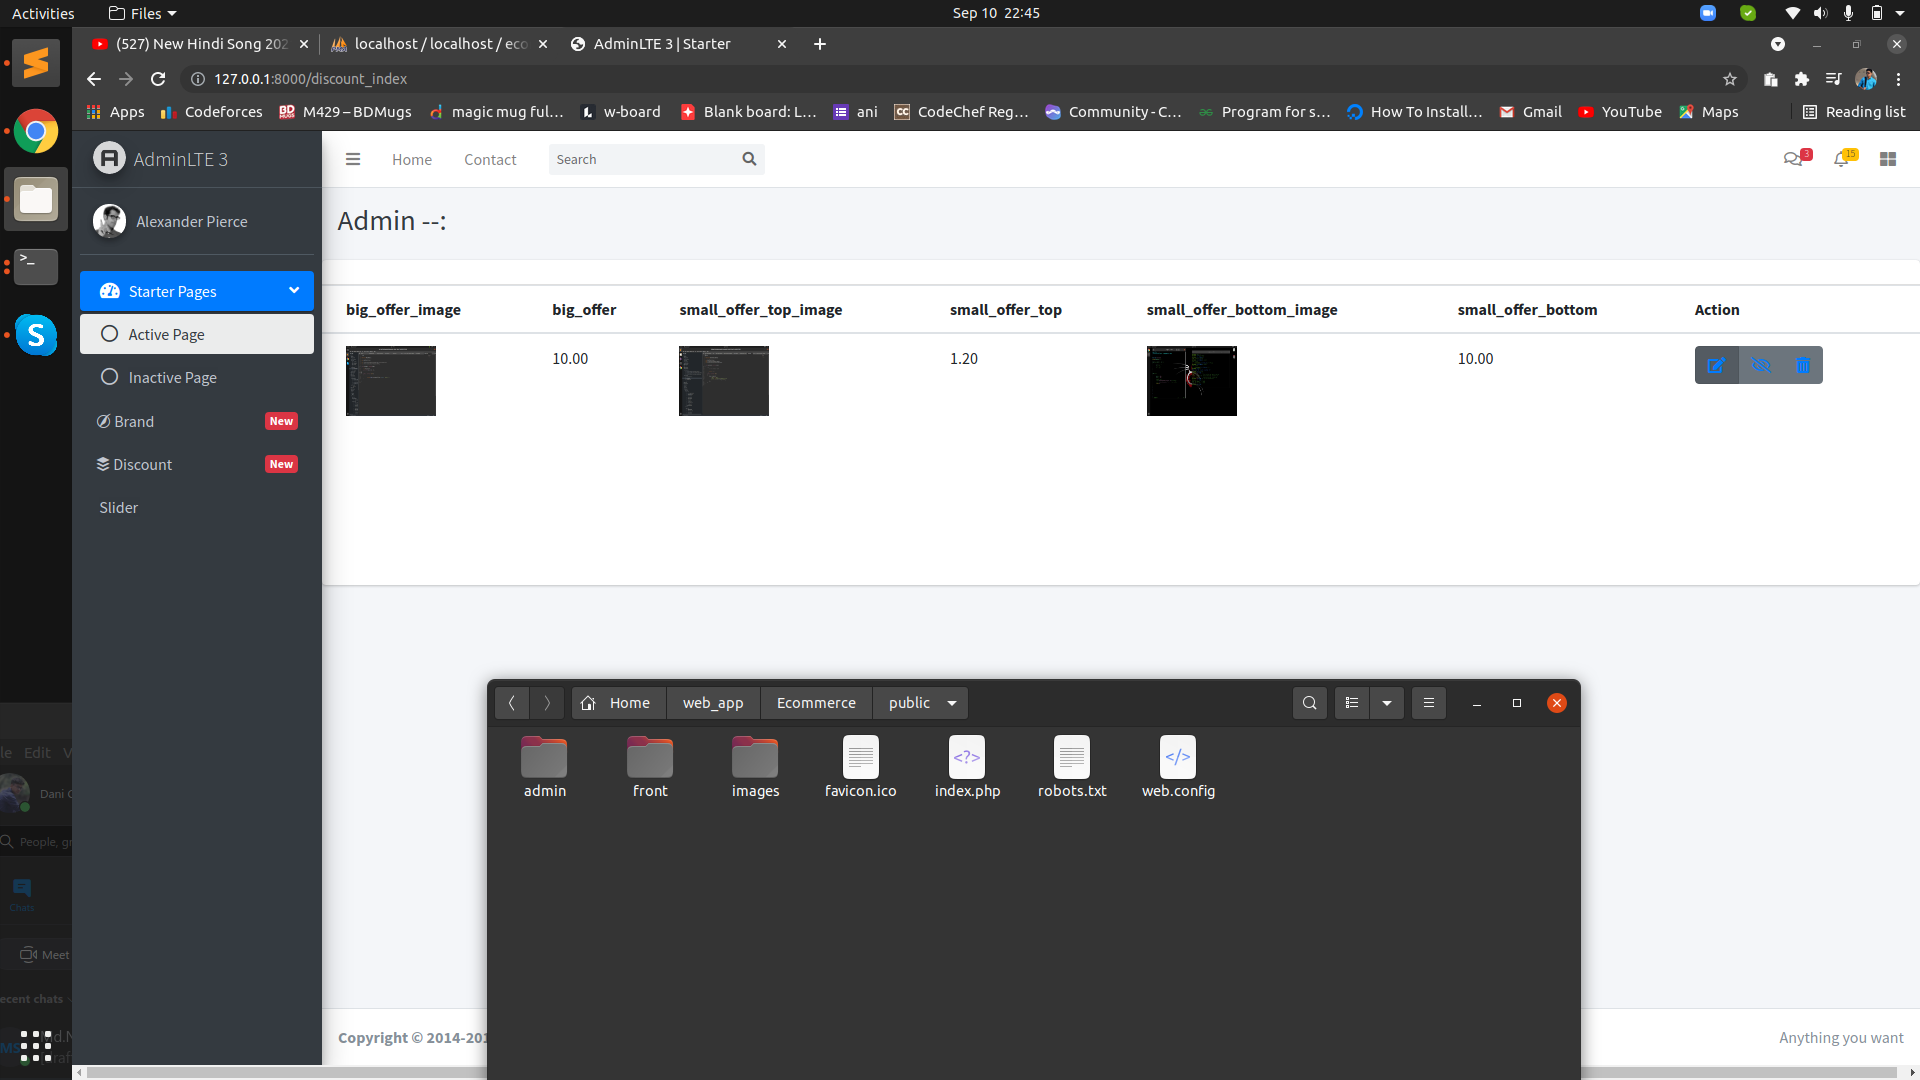 Activities
Files
Sep 10 22:45
(527) New Hindi Song 202
localhost / localhost / eco
AdminLTE 3 | Starter
127.0.0.1:8000/discount_index
Apps
Codeforces
M429 – BDMugs
magic mug ful...
w-board
Blank board: L...
ani
CodeChef Reg...
Community - C...
Program for s...
How To Install...
Gmail
YouTube
Maps
Reading list
AdminLTE 3
Home
Contact
Search
3
15
Alexander Pierce
Admin --:
Starter Pages
Active Page
Inactive Page
Brand
New
Discount
New
Slider
big_offer_image
big_offer
small_offer_top_image
small_offer_top
small_offer_bottom_image
small_offer_bottom
Action
10.00
1.20
10.00
Home
web_app
Ecommerce
public
admin
front
images
favicon.ico
index.php
robots.txt
web.config
le Edit V
Dani
People, gr
Chats
Meet
ecent chats
Copyright © 2014-201
Anything you want